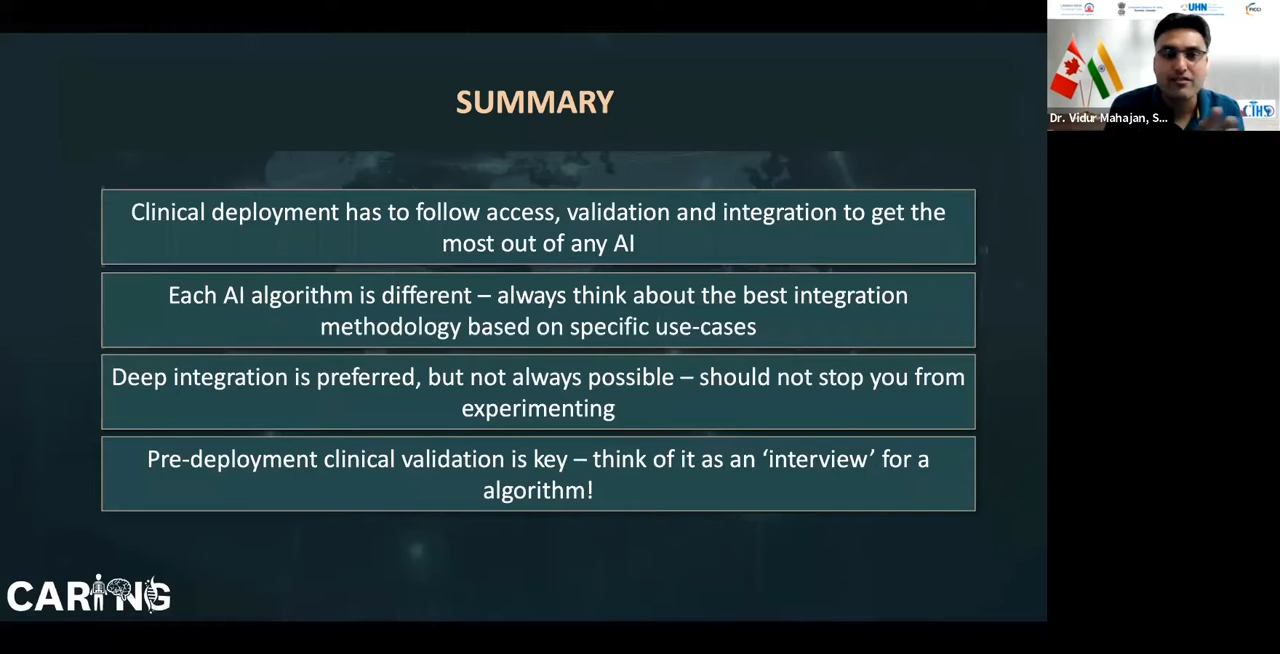 SUMMARY
Clinical deployment has to follow access, validation and integration to get the
most out of any AI
Each AI algorithm is different – always think about the best integration
methodology based on specific use-cases
Deep integration is preferred, but not always possible – should not stop you from
experimenting
Pre-deployment clinical validation is key – think of it as an ‘interview’ for a
algorithm!
CARING
UHN
FICCI
CTHS
Dr. Vidur Mahajan, S...